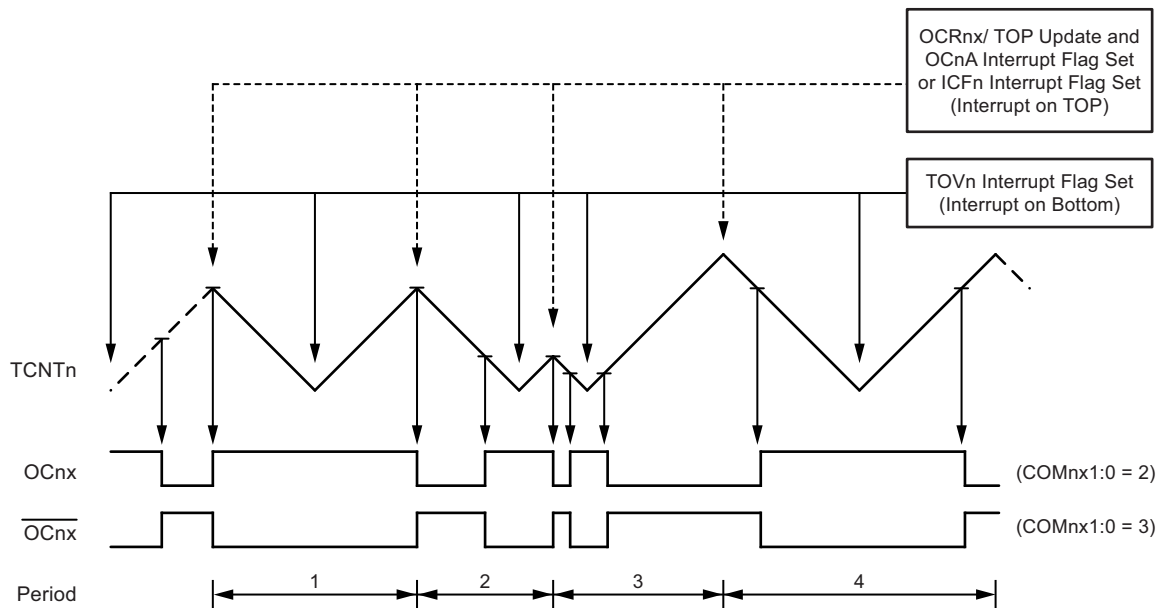 OCRnx/ TOP Update and
OCnA Interrupt Flag Set
or ICFn Interrupt Flag Set
(Interrupt on TOP)
TOVn Interrupt Flag Set
(Interrupt on Bottom)
TCNTn
OCnx
(COMnx1:0 = 2)
OCnx
(COMnx1:0 = 3)
Period
1
2
3
4